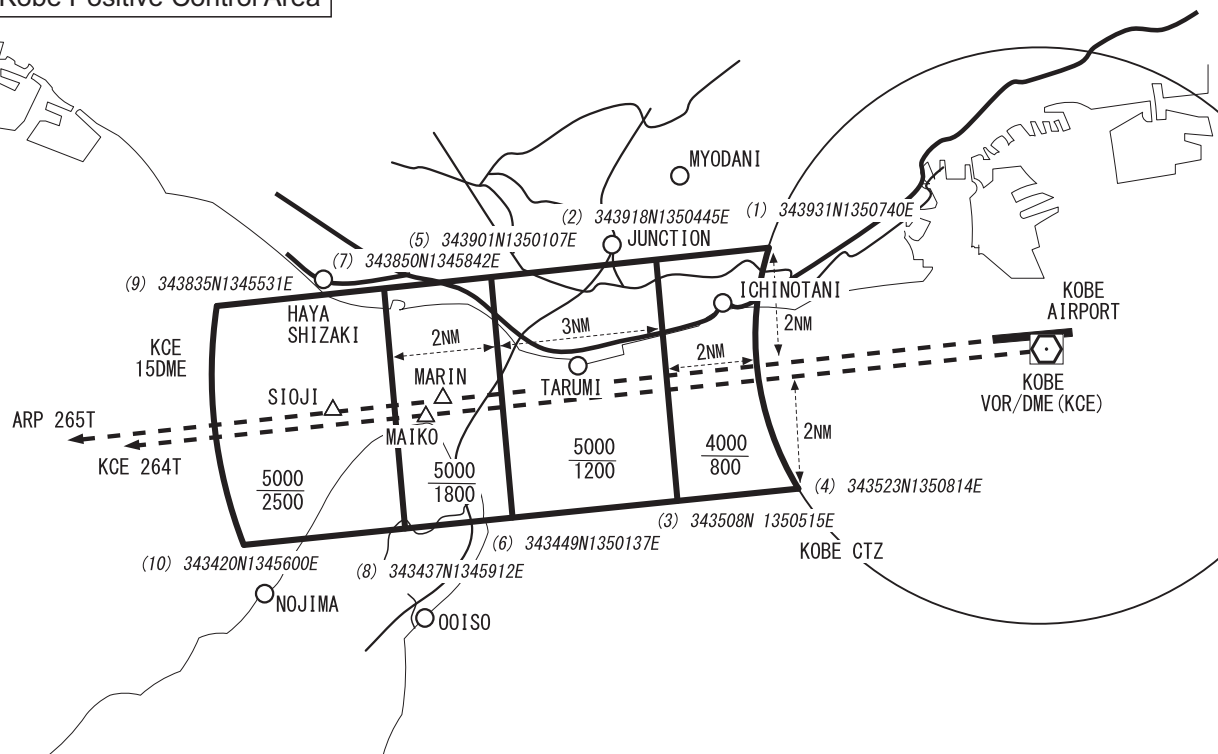 Kobe Positive Control Area
MYODANI
(2) 343918N1350445E
(1) 343931N1350740E
(5) 343901N1350107E
JUNCTION
(7) 343850N1345842E
(9) 343835N1345531E
ICHINOTANI
KOBE
AIRPORT
HAYA
SHIZAKI
2NM
3NM
2NM
2NM
KCE
15DME
MARIN
TARUMI
SIOJI
KOBE
VOR/DME(KCE)
ARP 265T
MAIKO
KCE 264T
2NM
5000
2500
5000
1800
5000
1200
4000
800
(4) 343523N1350814E
(3) 343508N 1350515E
(6) 343449N1350137E
KOBE CTZ
(10) 343420N1345600E
(8) 343437N1345912E
NOJIMA
OOISO